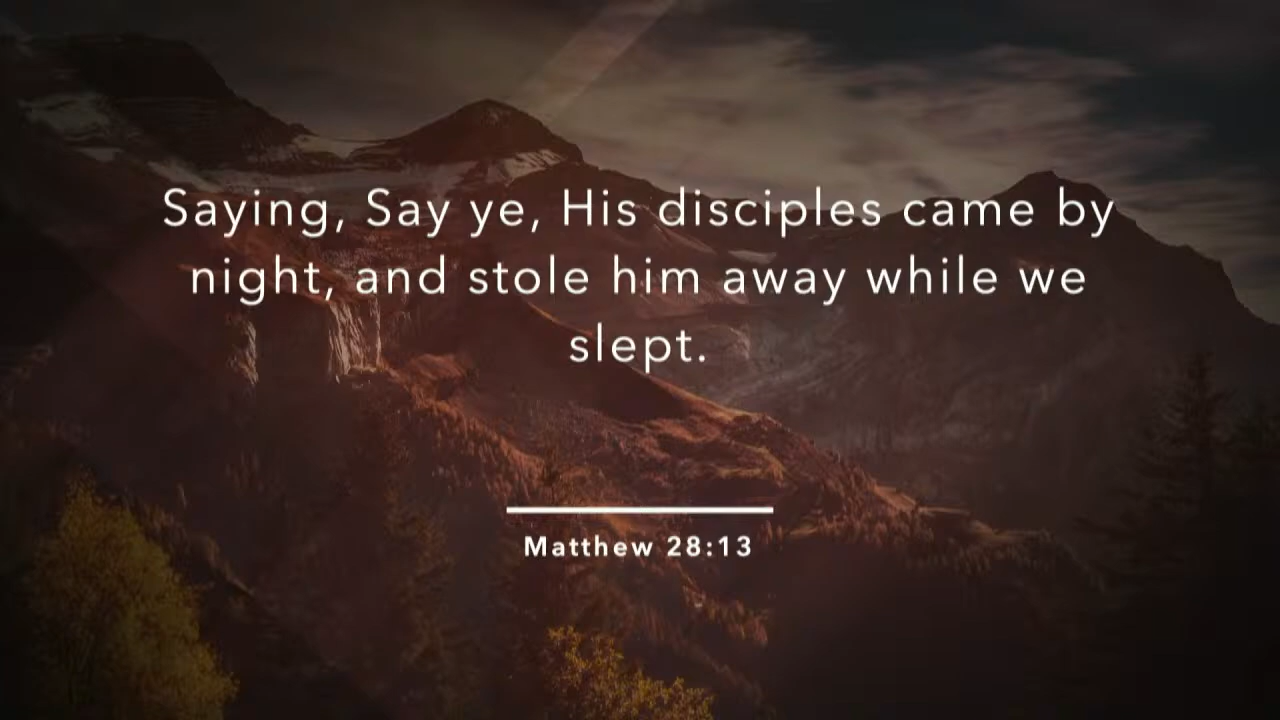 Saying, Say ye, His disciples came by
night, and stole him away while we
slept.
Matthew 28:13